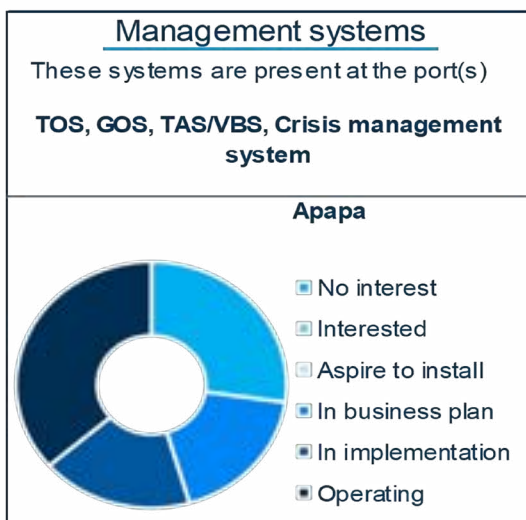 Management systems
These systems are present at the port(s)
TOS, GOS, TAS/VBS, Crisis management
system
Apapa
No interest
Interested
Aspire to install
In business plan
In implementation
Operating